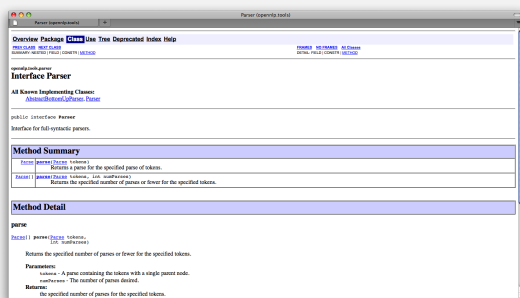 Parser (opennlp.tools)
Parser (opennlp.tools)
Overview Package Class Use Tree Deprecated Index Help
PREV CLASS NEXT CLASS
FRAMES NO FRAMES All Classes
SUMMARY: NESTED | FIELD | CONSTR | METHOD
DETAIL: FIELD | CONSTR | METHOD
opennlp.tools.parser
Interface Parser
All Known Implementing Classes:
AbstractBottomUpParser, Parser
public interface Parser
Interface for full-syntactic parsers.
Method Summary
Parse parse(Parse tokens)
Returns a parse for the specified parse of tokens.
Parse[] parse(Parse tokens, int numParses)
Returns the specified number of parses or fewer for the specified tokens.
Method Detail
parse
Parse[] parse(Parse tokens,
int numParses)
Returns the specified number of parses or fewer for the specified tokens.
Parameters:
tokens - A parse containing the tokens with a single parent node.
numParses - The number of parses desired.
Returns:
the specified number of parses for the specified tokens.